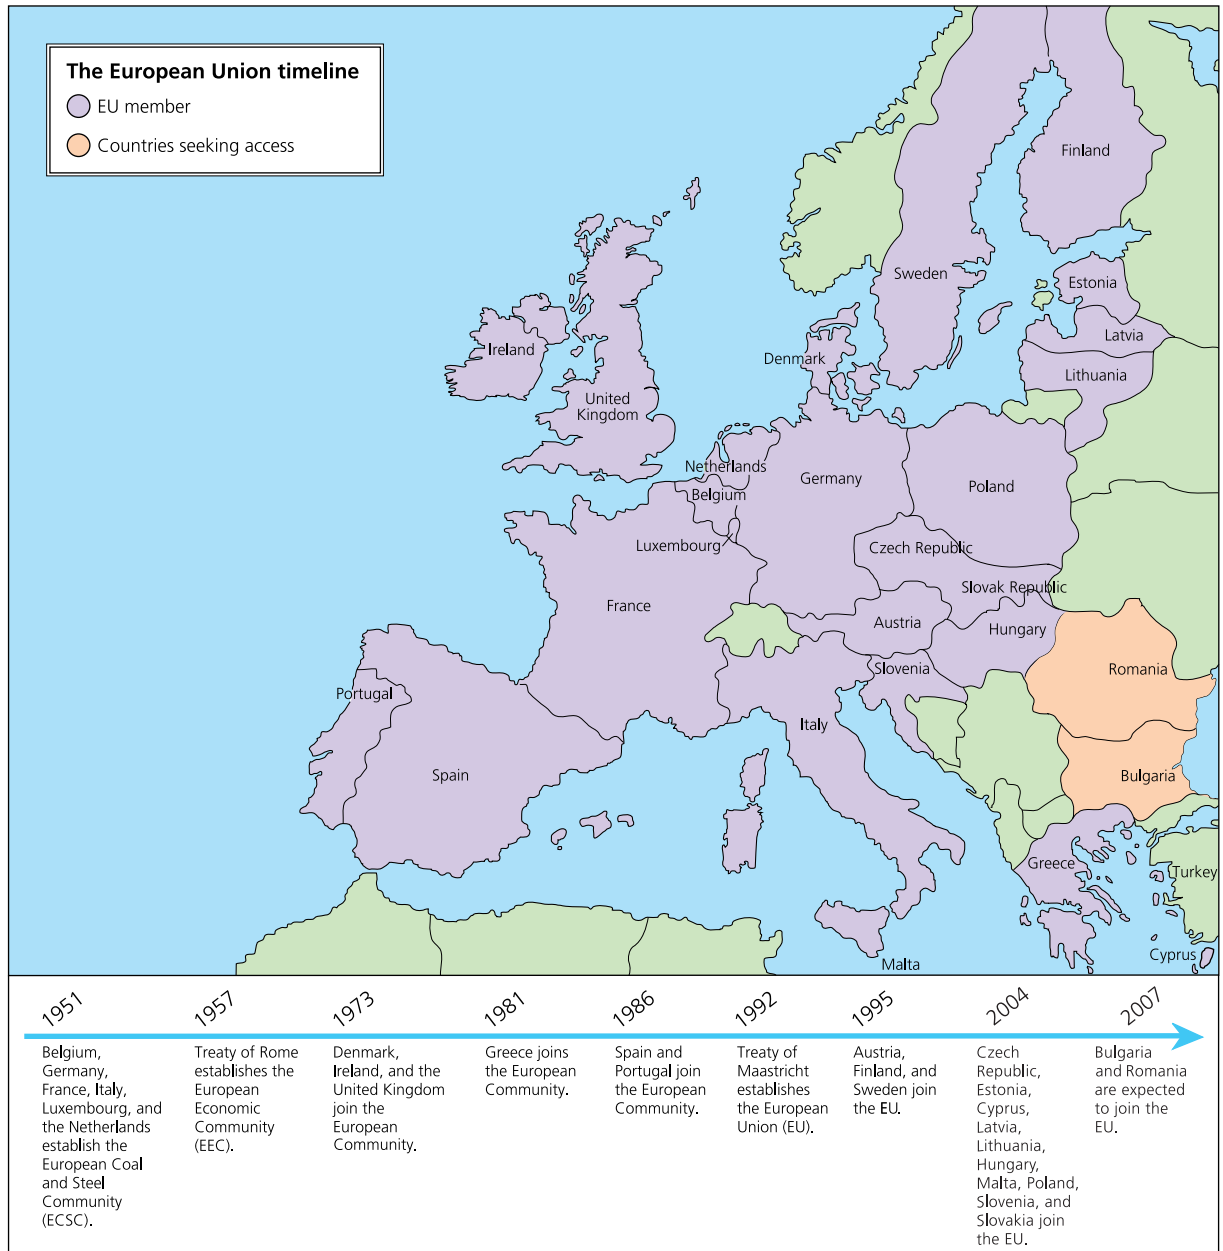 The European Union timeline
EU member
Countries seeking access
Finland
Sweden
Estonia
Latvia
Lithuania
Denmark
Ireland
United
Kingdom
Netherlands
Belgium
Luxembourg
Germany
Poland
Czech Republic
Slovak Republic
France
Austria
Hungary
Slovenia
Romania
Portugal
Italy
Spain
Bulgaria
Greece
Turkey
Malta
Cyprus
1951
Belgium,
Germany,
France, Italy,
Luxembourg, and
the Netherlands
establish the
European Coal
and Steel
Community
(ECSC).
1957
Treaty of Rome
establishes the
European
Economic
Community
(EEC).
1973
Denmark,
Ireland, and the
United Kingdom
join the
European
Community.
1981
Greece joins
the European
Community.
1986
Spain and
Portugal join
the European
Community.
1992
Treaty of
Maastricht
establishes
the European
Union (EU).
1995
Austria,
Finland, and
Sweden join
the EU.
2004
Czech
Republic,
Estonia,
Cyprus,
Latvia,
Lithuania,
Hungary,
Malta, Poland,
Slovenia, and
Slovakia join
the EU.
2007
Bulgaria
and Romania
are expected
to join the
EU.